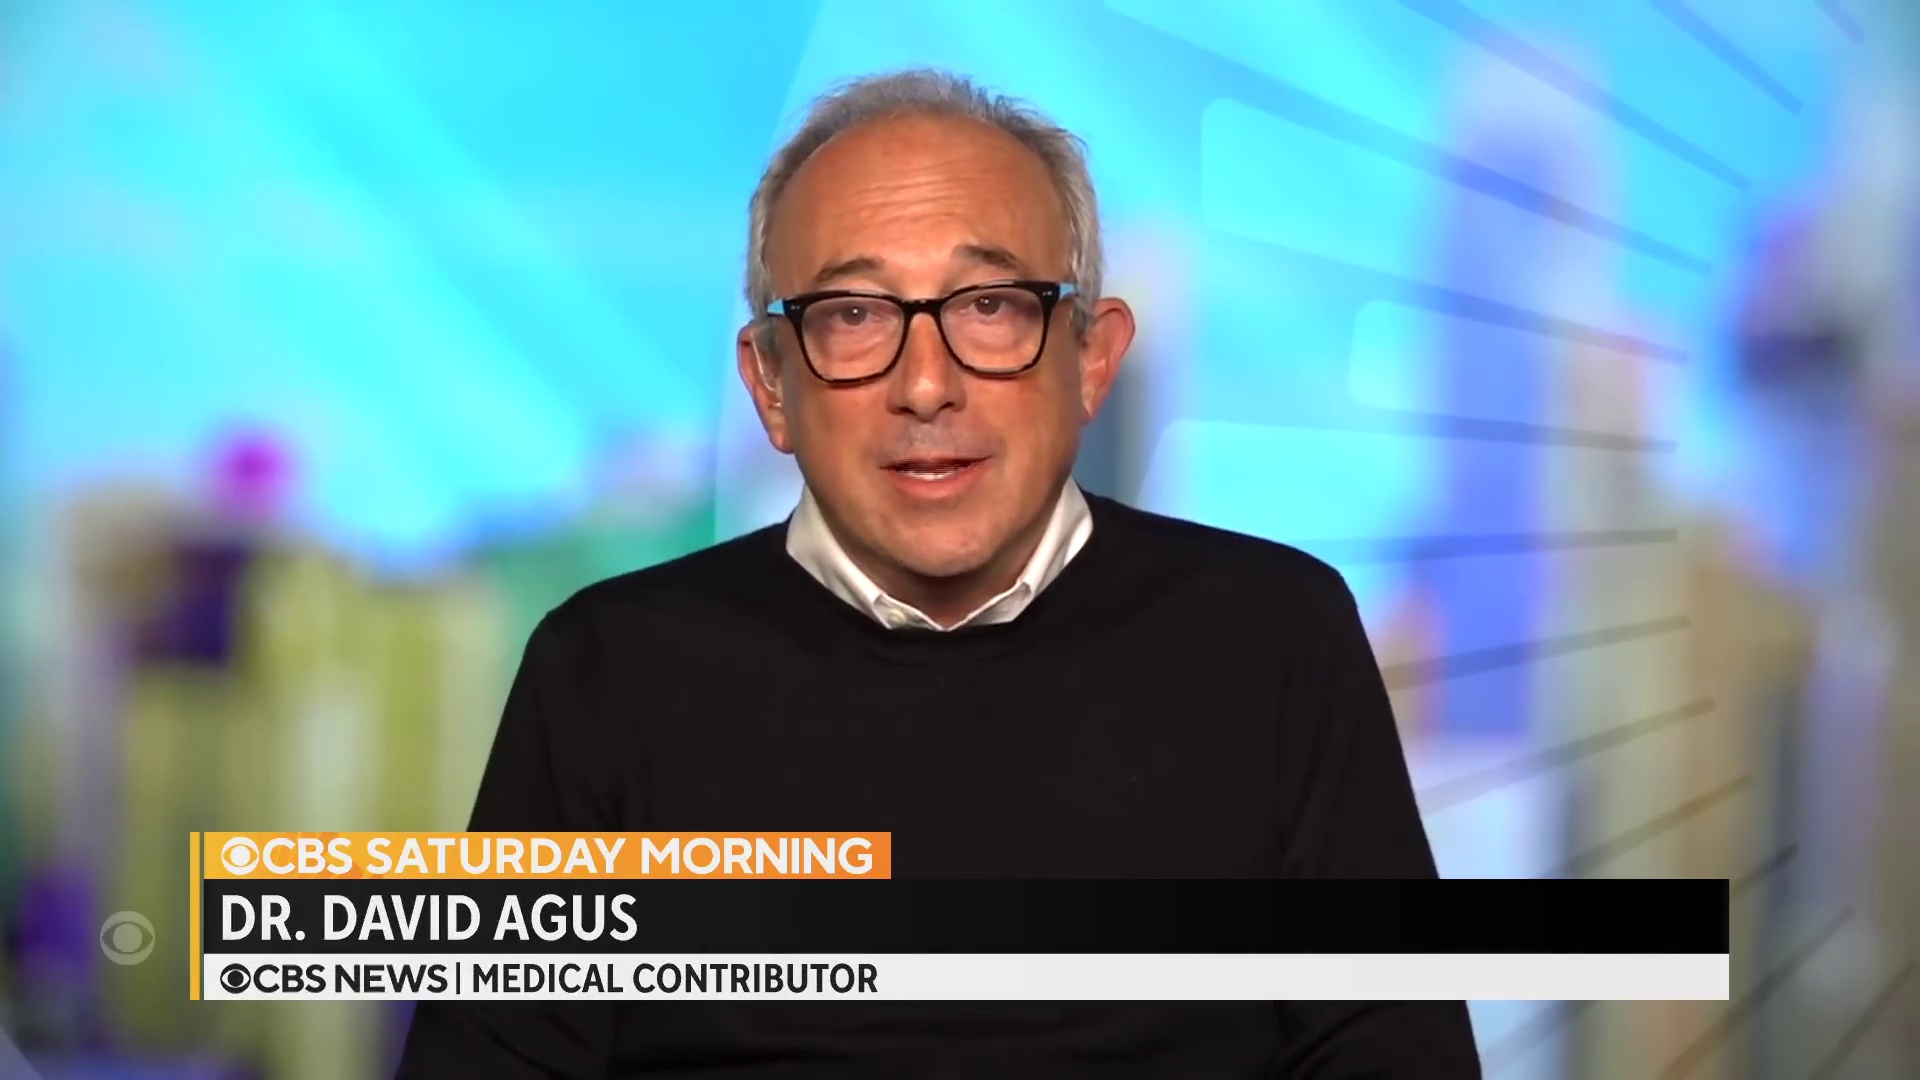 CBS SATURDAY MORNING
DR. DAVID AGUS
CBS NEWS | MEDICAL CONTRIBUTOR